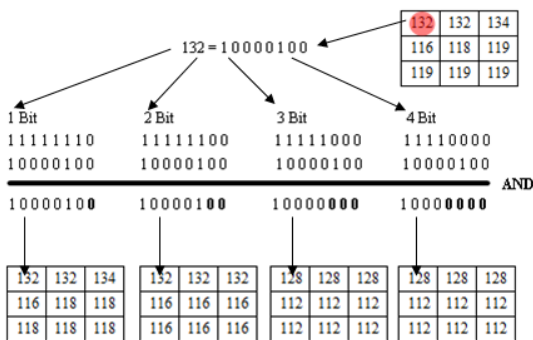 132 132 134
132 = 1 0 0 0 0 1 0 0
116 118 119
119 119 119
1 Bit 2 Bit 3 Bit 4 Bit
1 1 1 1 1 1 1 0 1 1 1 1 1 1 0 0 1 1 1 1 1 0 0 0 1 1 1 1 0 0 0 0
1 0 0 0 0 1 0 0 1 0 0 0 0 1 0 0 1 0 0 0 0 1 0 0 1 0 0 0 0 1 0 0
AND
1 0 0 0 0 1 0 0 1 0 0 0 0 1 0 0 1 0 0 0 0 0 0 0 1 0 0 0 0 0 0 0
132 132 134 132 132 132 128 128 128 128 128 128
116 118 118 116 116 116 112 112 112 112 112 112
118 118 118 116 116 116 112 112 112 112 112 112